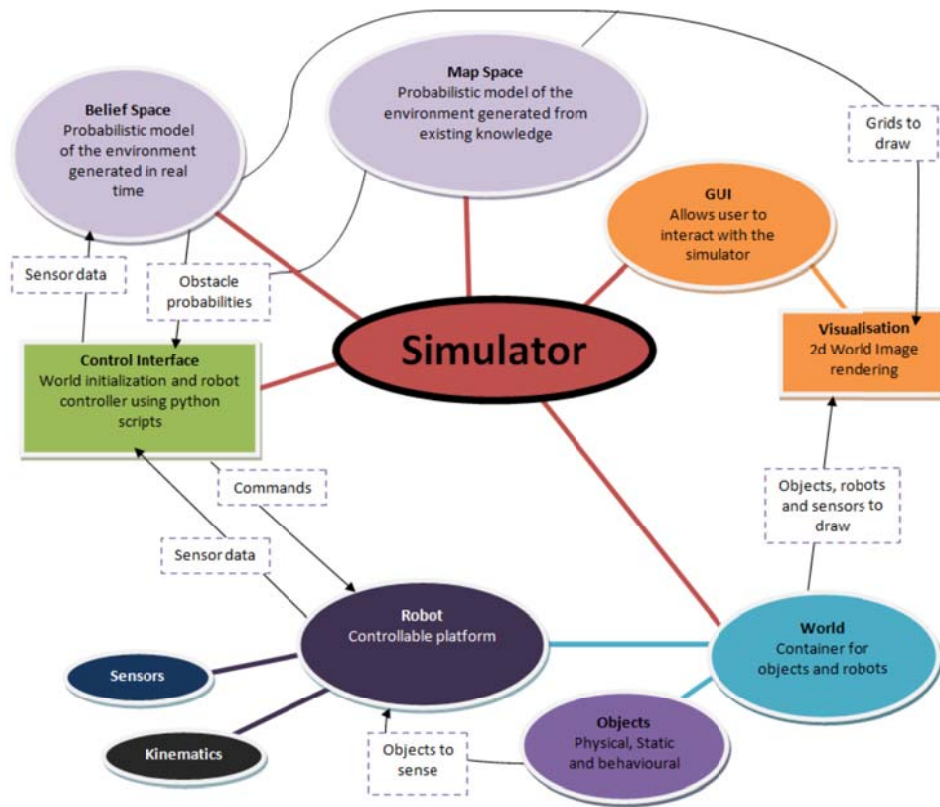 Belief Space
Probabilistic model
of the environment
generated in real
time
Map Space
Probabilistic model of the
environment generated from
existing knowledge
Grids to
draw
GUI
Allows user to
interact with the
simulator
Sensor data
Obstacle
probabilities
Simulator
Visualisation
2d World Image
rendering
Control Interface
World initialization and robot
controller using python
scripts
Commands
Sensor data
Objects, robots
and sensors to
draw
Robot
Controllable platform
World
Container for
objects and robots
Sensors
Kinematics
Objects to
sense
Objects
Physical, Static
and behavioural